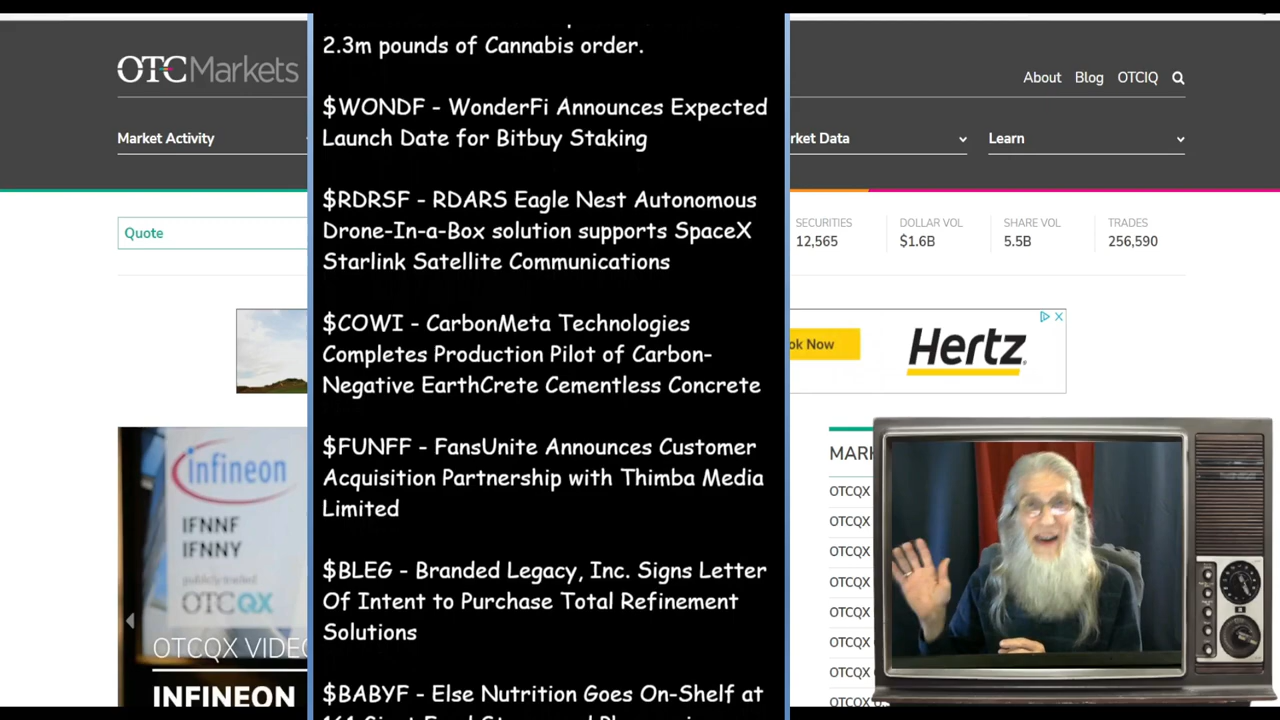 OTCMarkets
About Blog OTCIQ
Market Activity
rket Data
Learn
Quote
SECURITIES
12,565
DOLLAR VOL
$1.6B
SHARE VOL
5.5B
TRADES
256,590
2.3m pounds of Cannabis order.
$WONDF - WonderFi Announces Expected
Launch Date for Bitbuy Staking
$RDRSF - RDARS Eagle Nest Autonomous
Drone-In-a-Box solution supports SpaceX
Starlink Satellite Communications
$COWI - CarbonMeta Technologies
Completes Production Pilot of Carbon-
Negative EarthCrete Cementless Concrete
$FUNFF - FansUnite Announces Customer
Acquisition Partnership with Thimba Media
Limited
$BLEG - Branded Legacy, Inc. Signs Letter
Of Intent to Purchase Total Refinement
Solutions
$BABYF - Else Nutrition Goes On-Shelf at
ok Now
Hertz
infineon
IFNNF
IFNNY
publicly traded
OTCQX
OTCQX VIDE
INFINEON
MARK
OTCQX
OTCQX
OTCQX
OTCQX
OTCQX
OTCQX
OTCQX
OTCQX